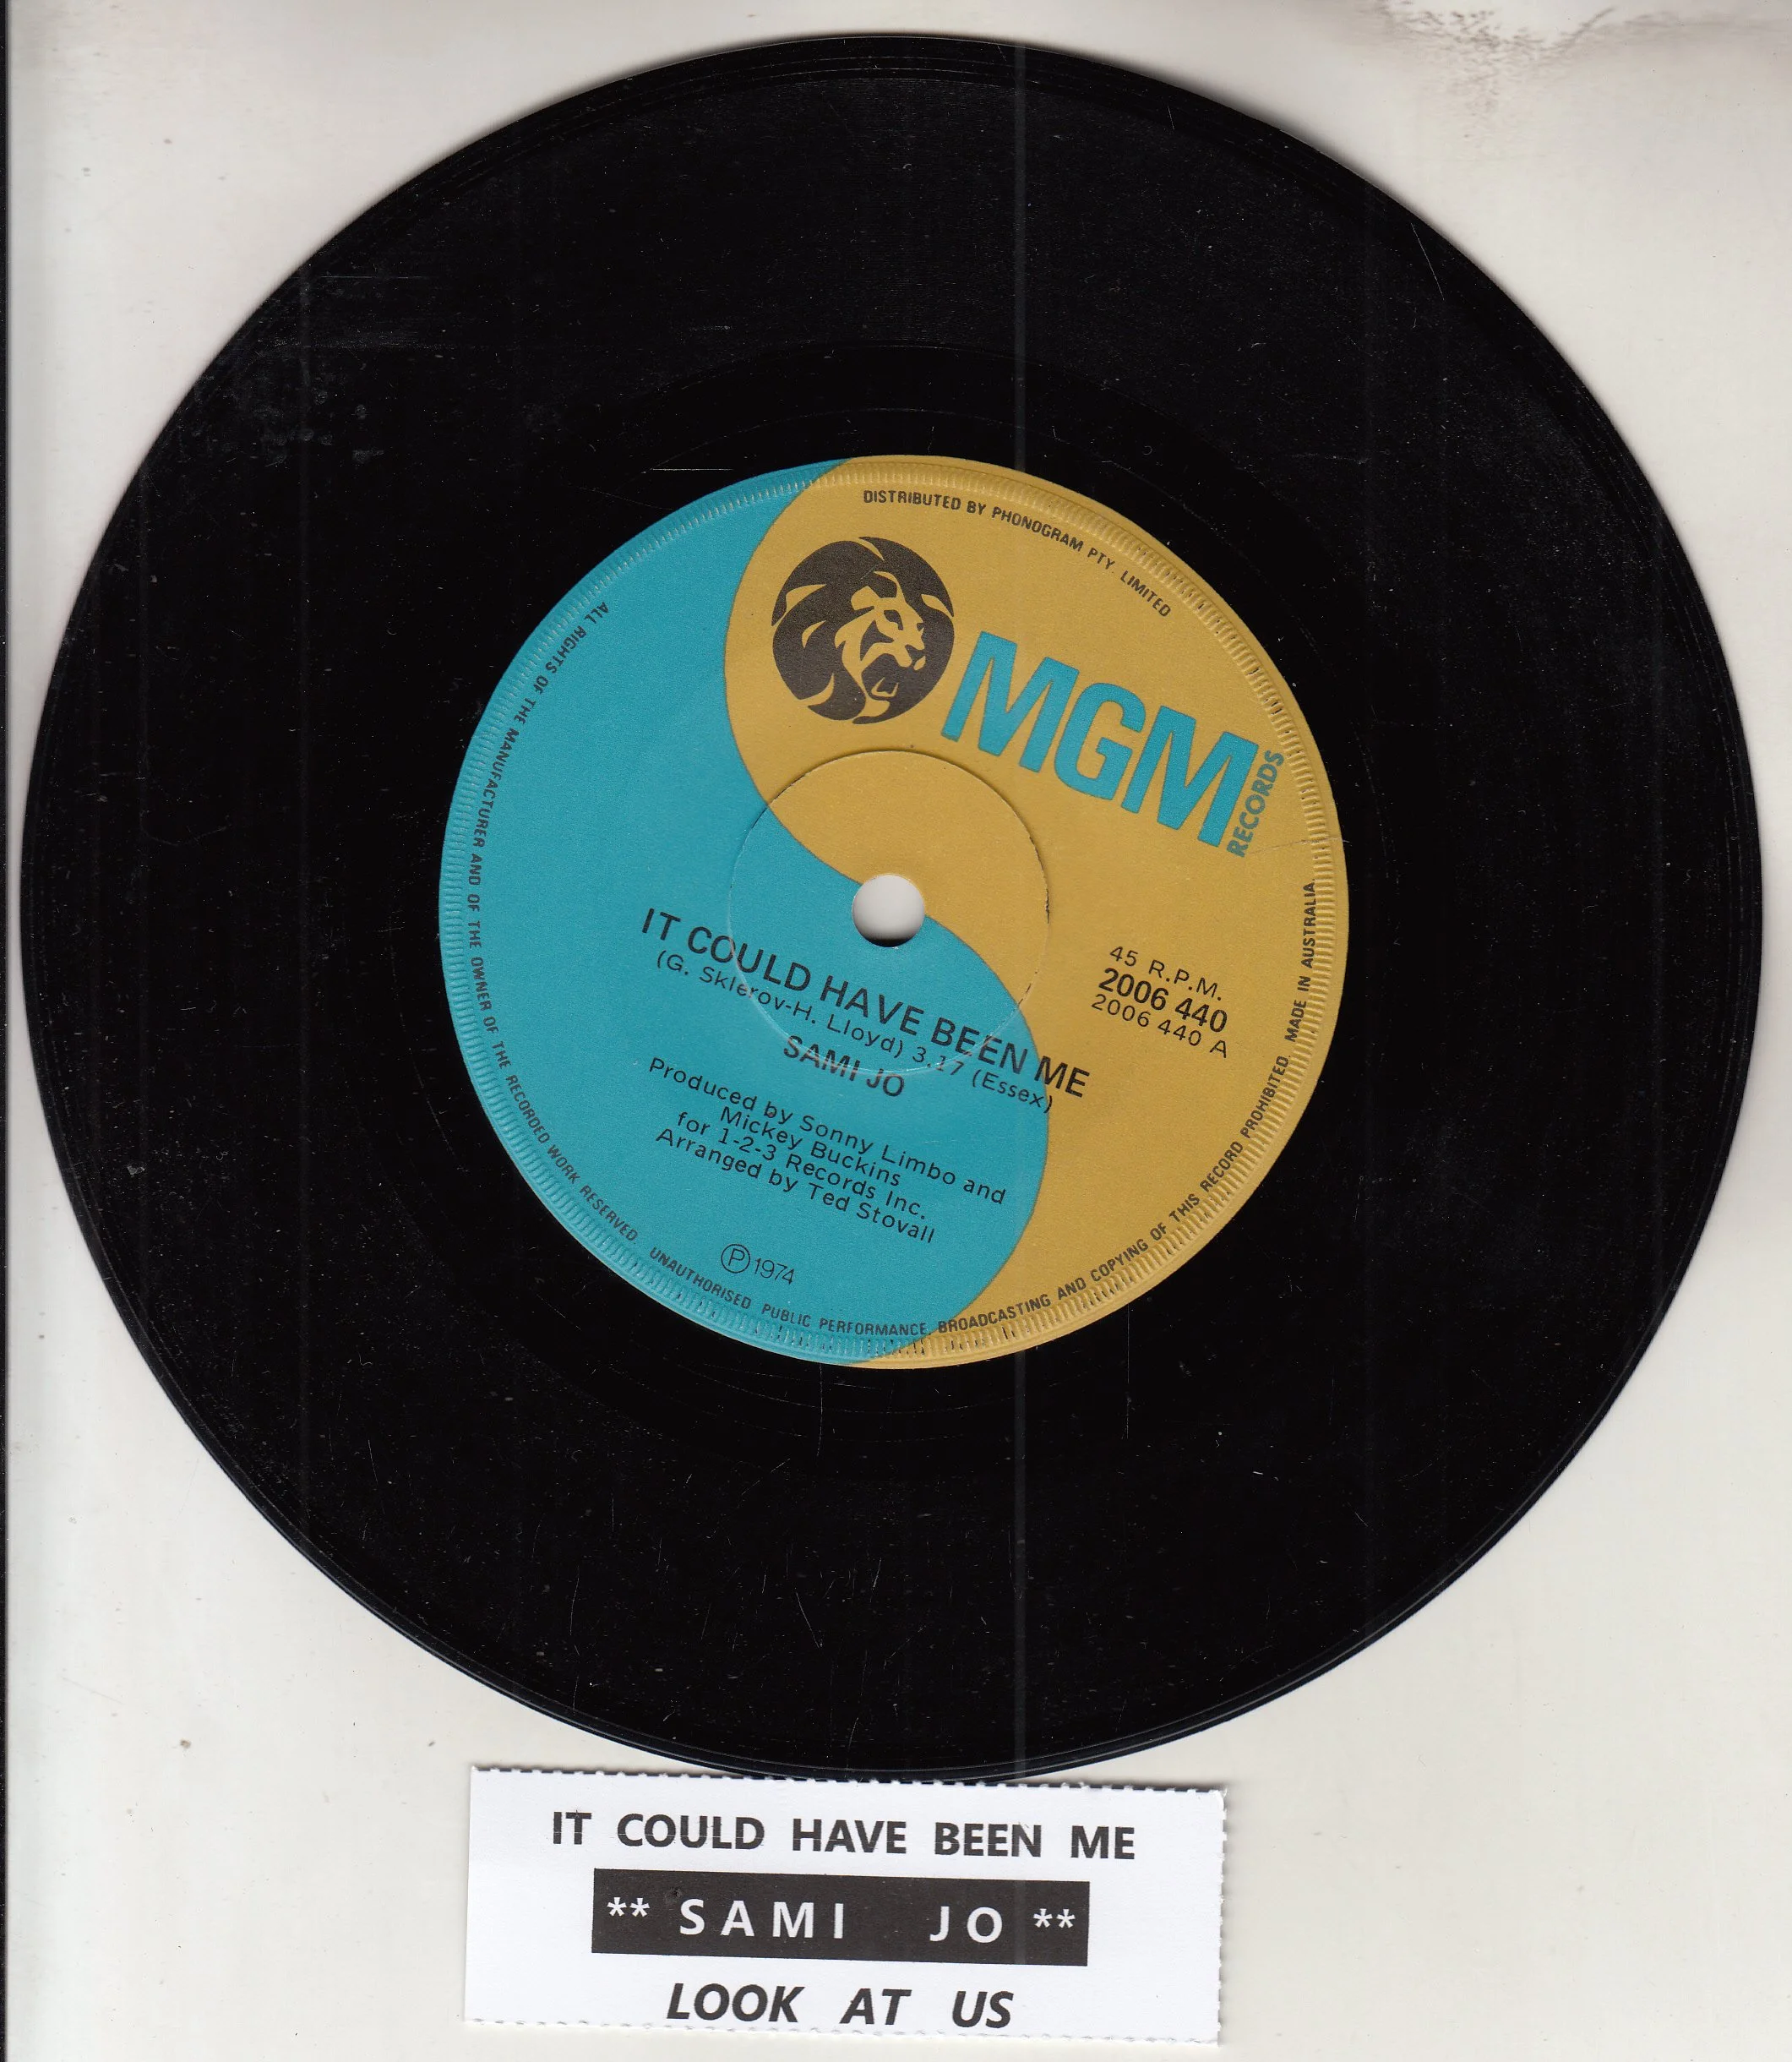 DISTRIBUTED BY PHONOGRAM PTY. LIMITED
MGM
RECORDS
45 R.P.M.
2006 440
2006 440 A
IT COULD HAVE BEEN ME
(G. Sklerov-H. Lloyd) 3.17 (Essex)
SAMI JO
Produced by Sonny Limbo and
Mickey Buckins
for 1-2-3 Records Inc.
Arranged by Ted Stovall
Ⓟ 1974
ALL RIGHTS OF THE MANUFACTURER AND OF THE OWNER OF THE RECORDED WORK RESERVED. UNAUTHORISED PUBLIC PERFORMANCE, BROADCASTING AND COPYING OF THIS RECORD PROHIBITED. MADE IN AUSTRALIA.
IT COULD HAVE BEEN ME
** SAMI JO **
LOOK AT US